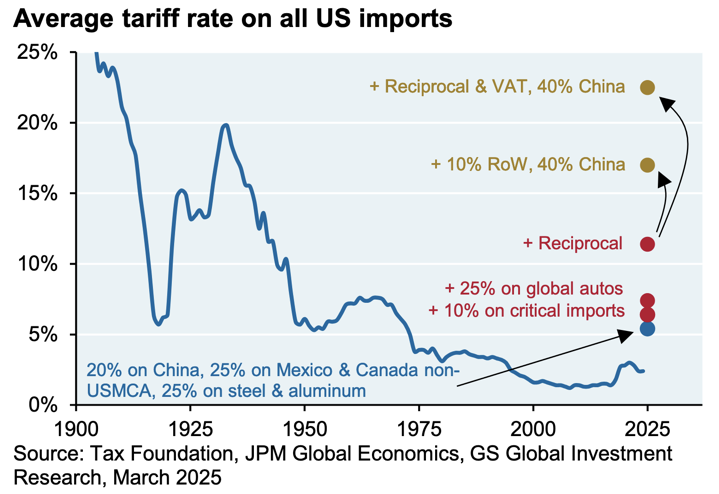 Average tariff rate on all US imports
25%
+ Reciprocal & VAT, 40% China
20%
+ 10% RoW, 40% China
15%
+ Reciprocal
10%
+ 25% on global autos
+ 10% on critical imports
5%
20% on China, 25% on Mexico & Canada non-
USMCA, 25% on steel & aluminum
0%
1900 1925 1950 1975 2000 2025
Source: Tax Foundation, JPM Global Economics, GS Global Investment
Research, March 2025